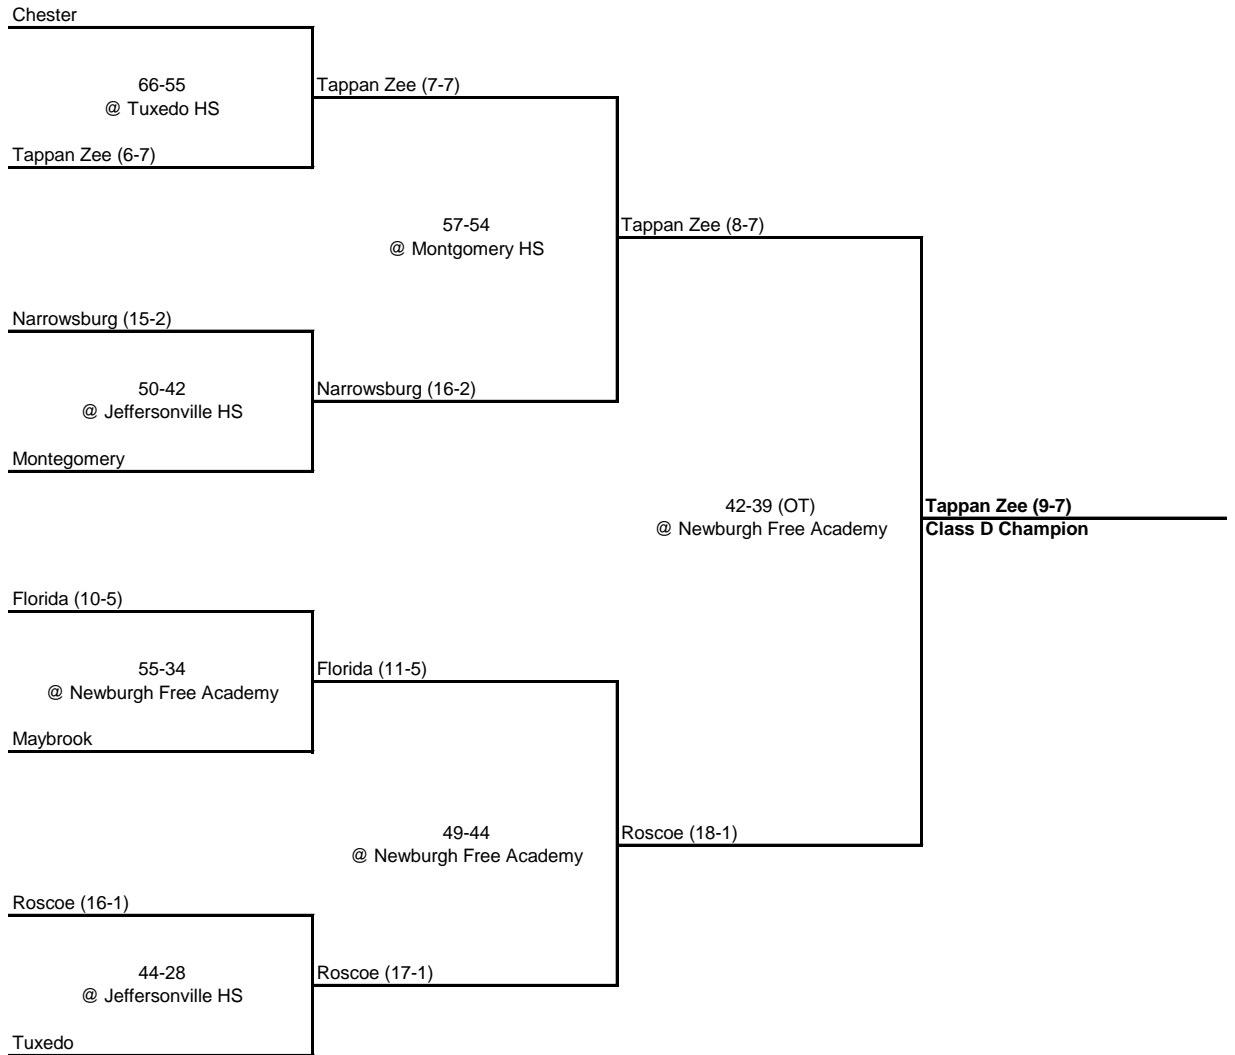 Chester
66-55
@ Tuxedo HS
Tappan Zee (7-7)
Tappan Zee (6-7)
57-54
@ Montgomery HS
Tappan Zee (8-7)
Narrowsburg (15-2)
50-42
@ Jeffersonville HS
Narrowsburg (16-2)
Montegomery
42-39 (OT)
@ Newburgh Free Academy
Tappan Zee (9-7)
Class D Champion
Florida (10-5)
55-34
@ Newburgh Free Academy
Florida (11-5)
Maybrook
49-44
@ Newburgh Free Academy
Roscoe (18-1)
Roscoe (16-1)
44-28
@ Jeffersonville HS
Roscoe (17-1)
Tuxedo